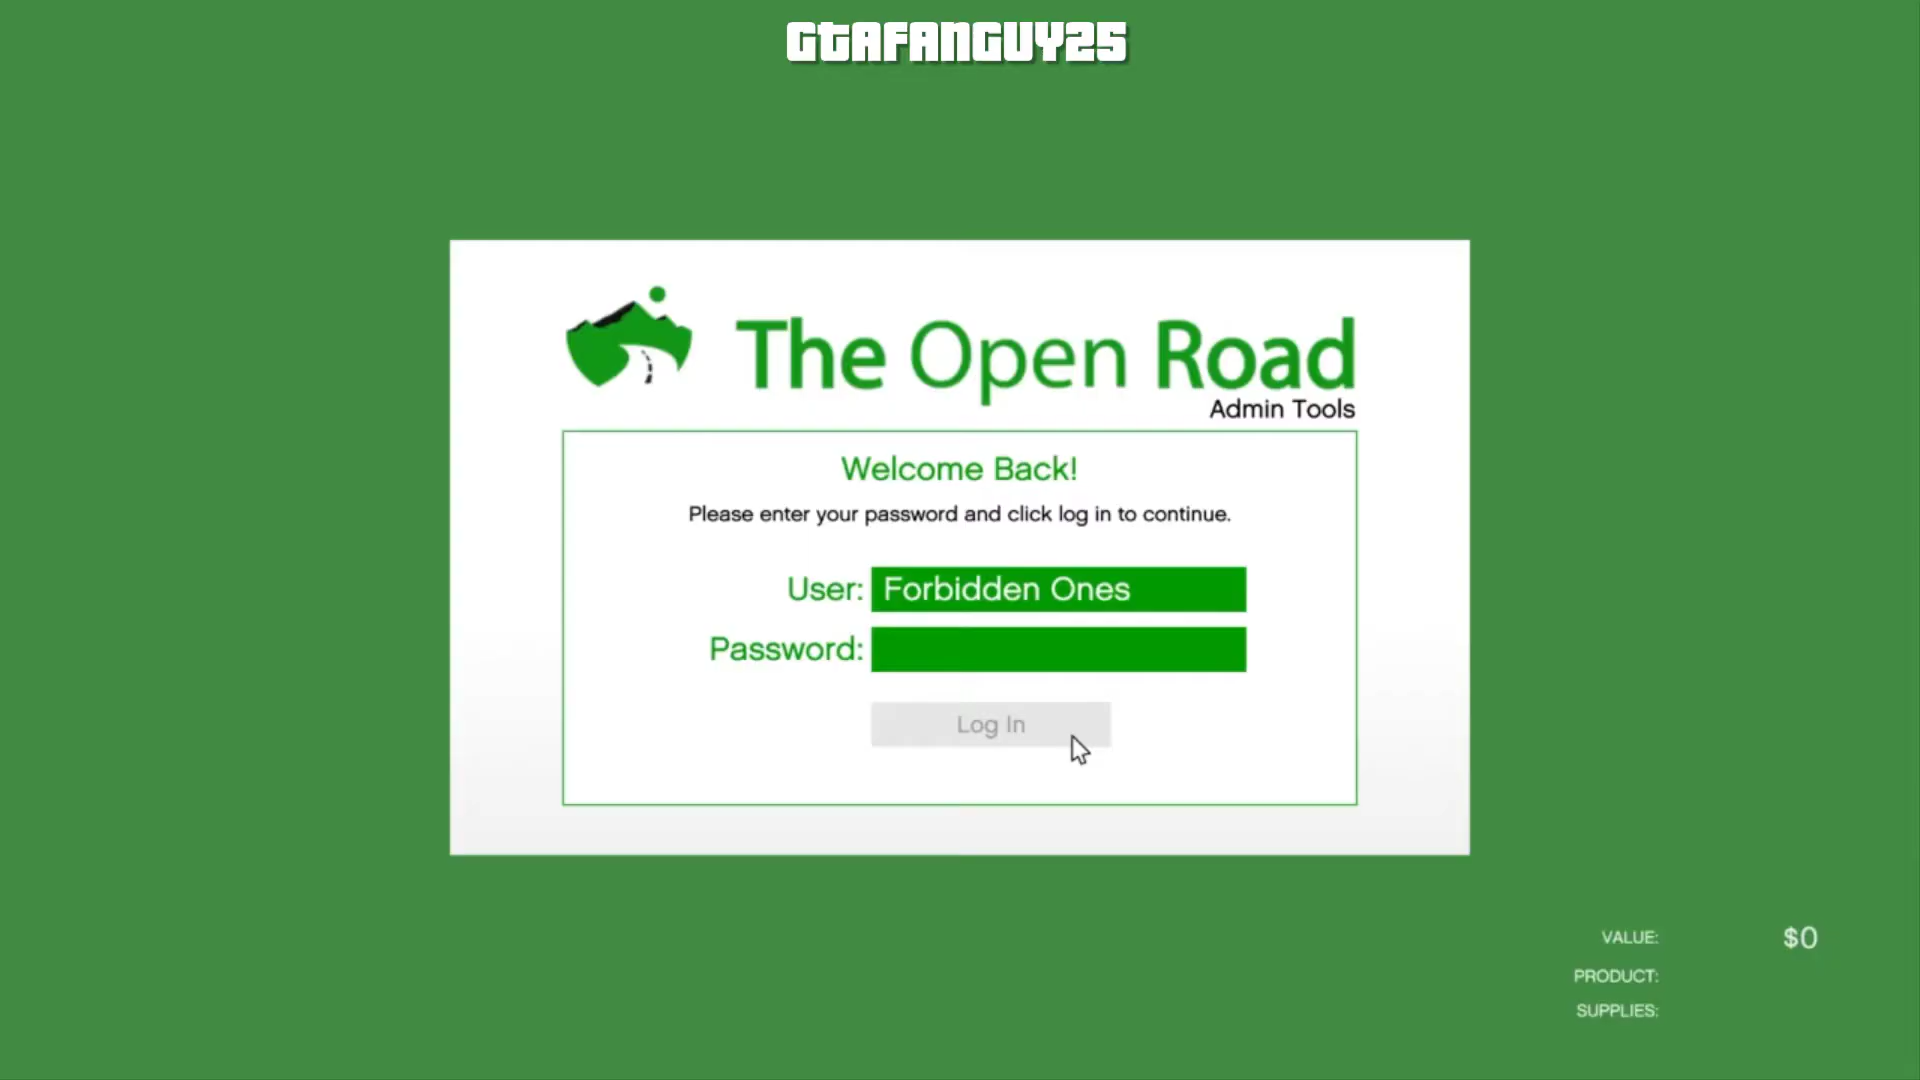 GtAFANGUY25
The Open Road
Admin Tools
Welcome Back!
Please enter your password and click log in to continue.
User: Forbidden Ones
Password:
Log In
VALUE: $0
PRODUCT:
SUPPLIES: